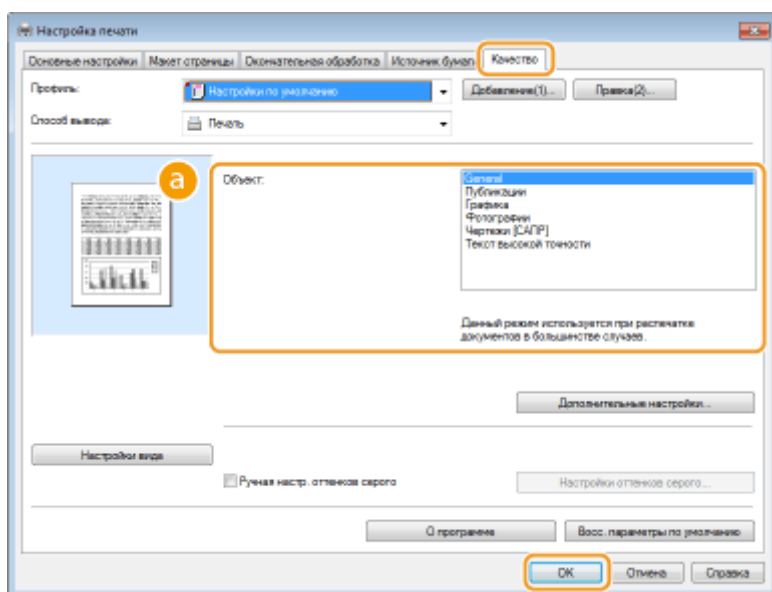 Настройка печати
Основные настройки Макет страницы Окончательная обработка Источник бумаги Качество
Профиль: Настройки по умолчанию Добавление(1)... Правка(2)...
Способ вывода: Печать
a
Объект:
General
Публикации
Графика
Фотографии
Чертежи [САПР]
Текст высокой точности
Данный режим используется при распечатке
документов в большинстве случаев.
Дополнительные настройки...
Настройки вида
Ручная настр. оттенков серого Настройки оттенков серого...
О программе Восс. параметры по умолчанию
OK Отмена Справка